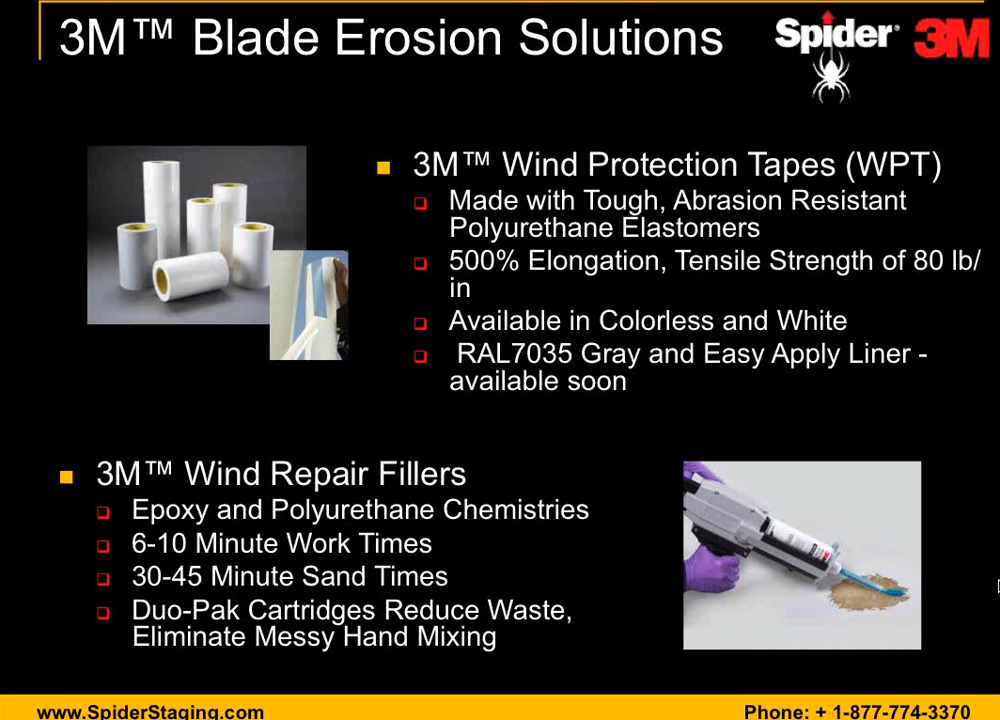 3M™ Blade Erosion Solutions
Spider®
3M
3M™ Wind Protection Tapes (WPT)
Made with Tough, Abrasion Resistant
Polyurethane Elastomers
500% Elongation, Tensile Strength of 80 lb/
in
Available in Colorless and White
RAL7035 Gray and Easy Apply Liner -
available soon
3M™ Wind Repair Fillers
Epoxy and Polyurethane Chemistries
6-10 Minute Work Times
30-45 Minute Sand Times
Duo-Pak Cartridges Reduce Waste,
Eliminate Messy Hand Mixing
3M
www.SpiderStaging.com
Phone: + 1-877-774-3370